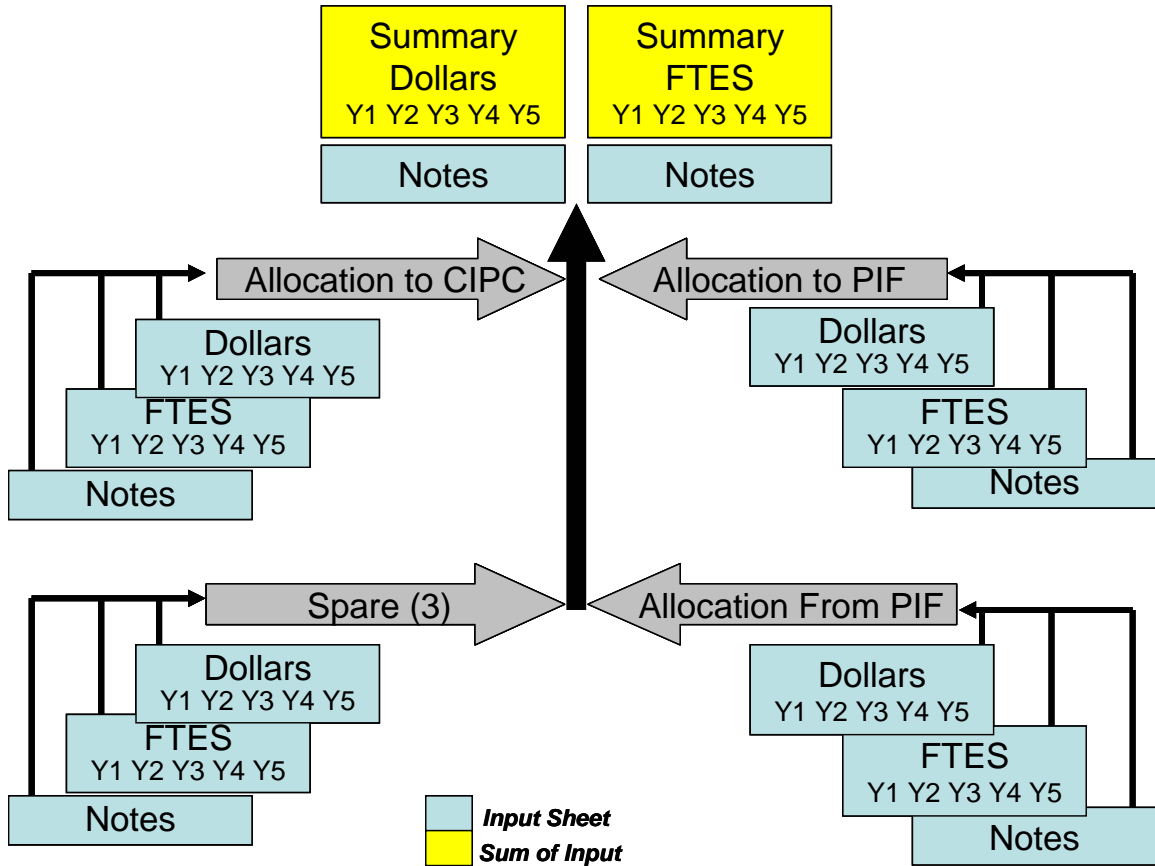 Summary
Dollars
Y1 Y2 Y3 Y4 Y5
Notes
Summary
FTES
Y1 Y2 Y3 Y4 Y5
Notes
Allocation to CIPC
Dollars
Y1 Y2 Y3 Y4 Y5
FTES
Y1 Y2 Y3 Y4 Y5
Notes
Allocation to PIF
Dollars
Y1 Y2 Y3 Y4 Y5
FTES
Y1 Y2 Y3 Y4 Y5
Notes
Spare (3)
Dollars
Y1 Y2 Y3 Y4 Y5
FTES
Y1 Y2 Y3 Y4 Y5
Notes
Allocation From PIF
Dollars
Y1 Y2 Y3 Y4 Y5
FTES
Y1 Y2 Y3 Y4 Y5
Notes
Input Sheet
Sum of Input